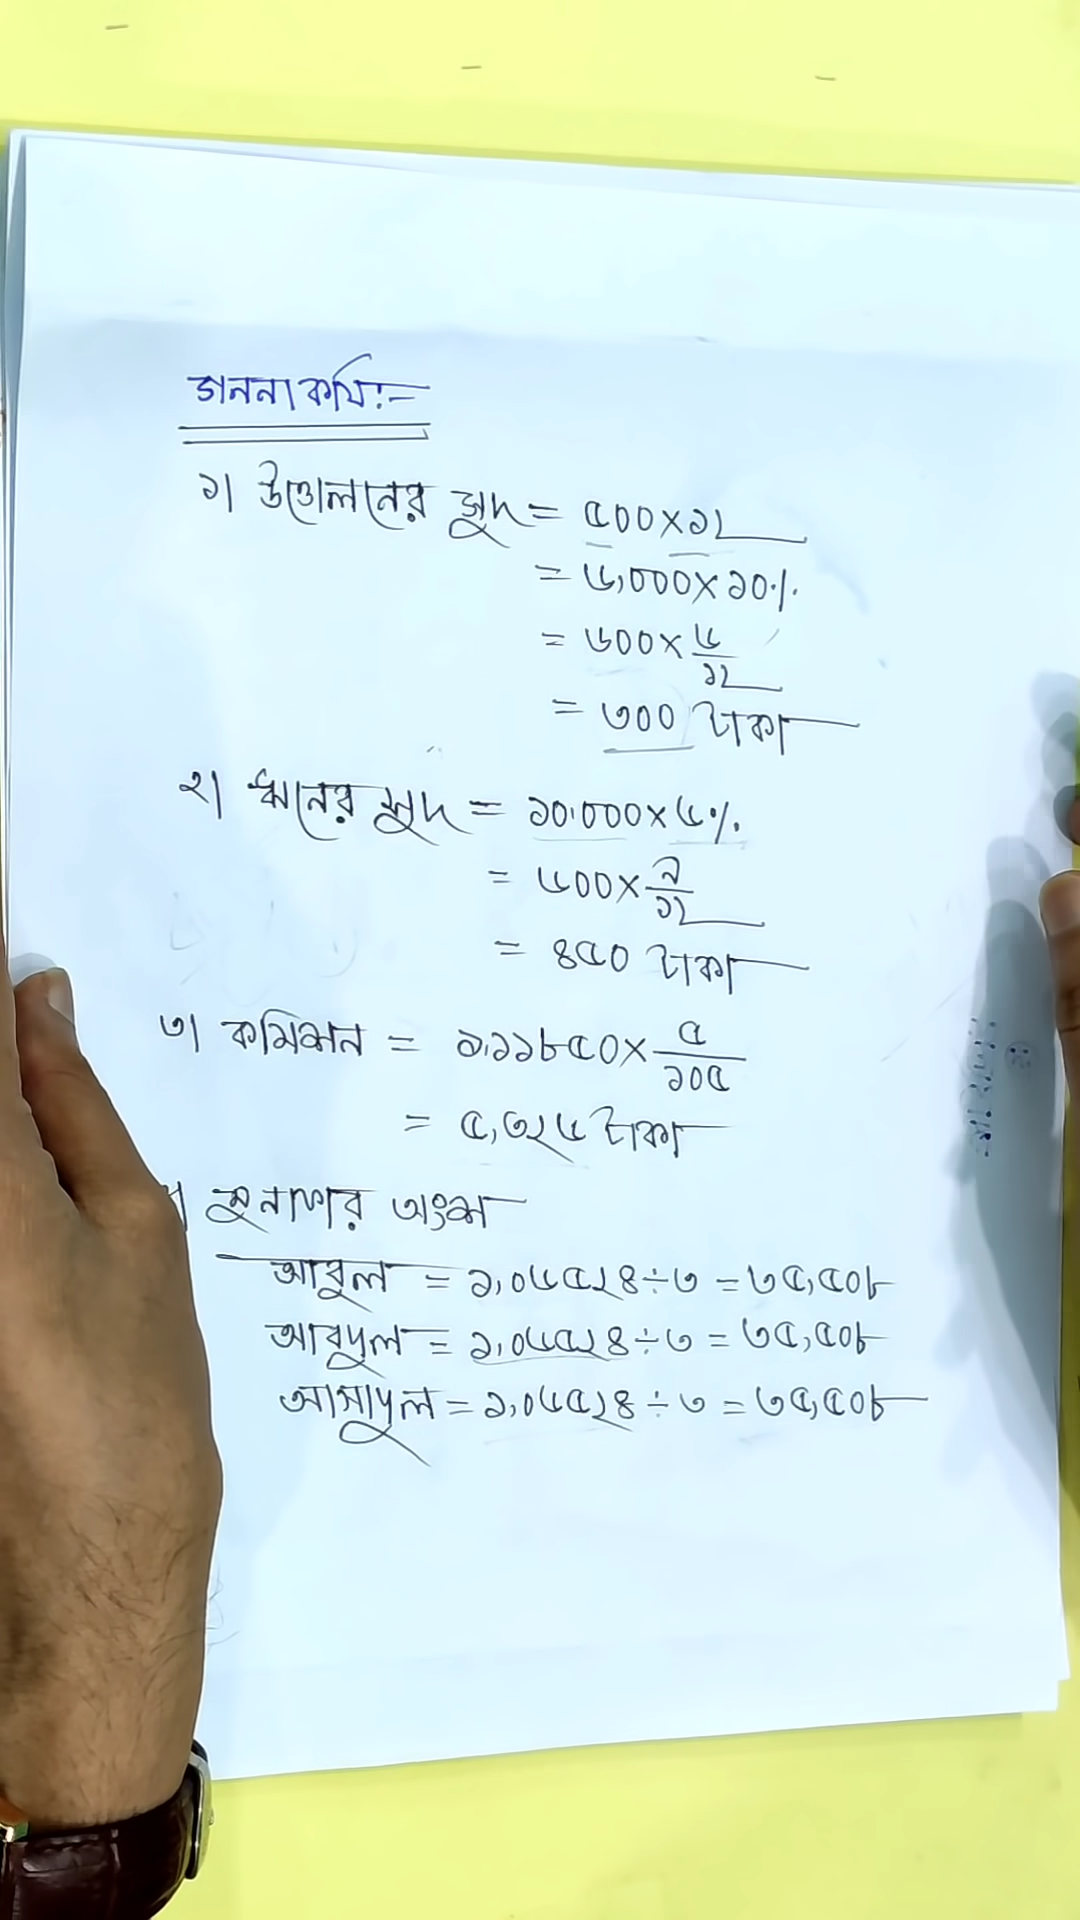 গননা কার্য:-
১। উত্তোলনের সুদ = ৫০০×১২
= ৬,০০০×১০%
= ৬০০×৬/১২
= ৩০০ টাকা
২। ঋনের সুদ = ১০,০০০×৬%
= ৬০০×৯/১২
= ৪৫০ টাকা
৩। কমিশন = ১,১১৮৫০×৫/১০৫
= ৫,৩২৬ টাকা
মুনাফার অংশ
আবুল = ১,০৬৫২৪÷৩ = ৩৫,৫০৮
আবদুল = ১,০৬৫২৪÷৩ = ৩৫,৫০৮
আসাদুল = ১,০৬৫২৪÷৩ = ৩৫,৫০৮